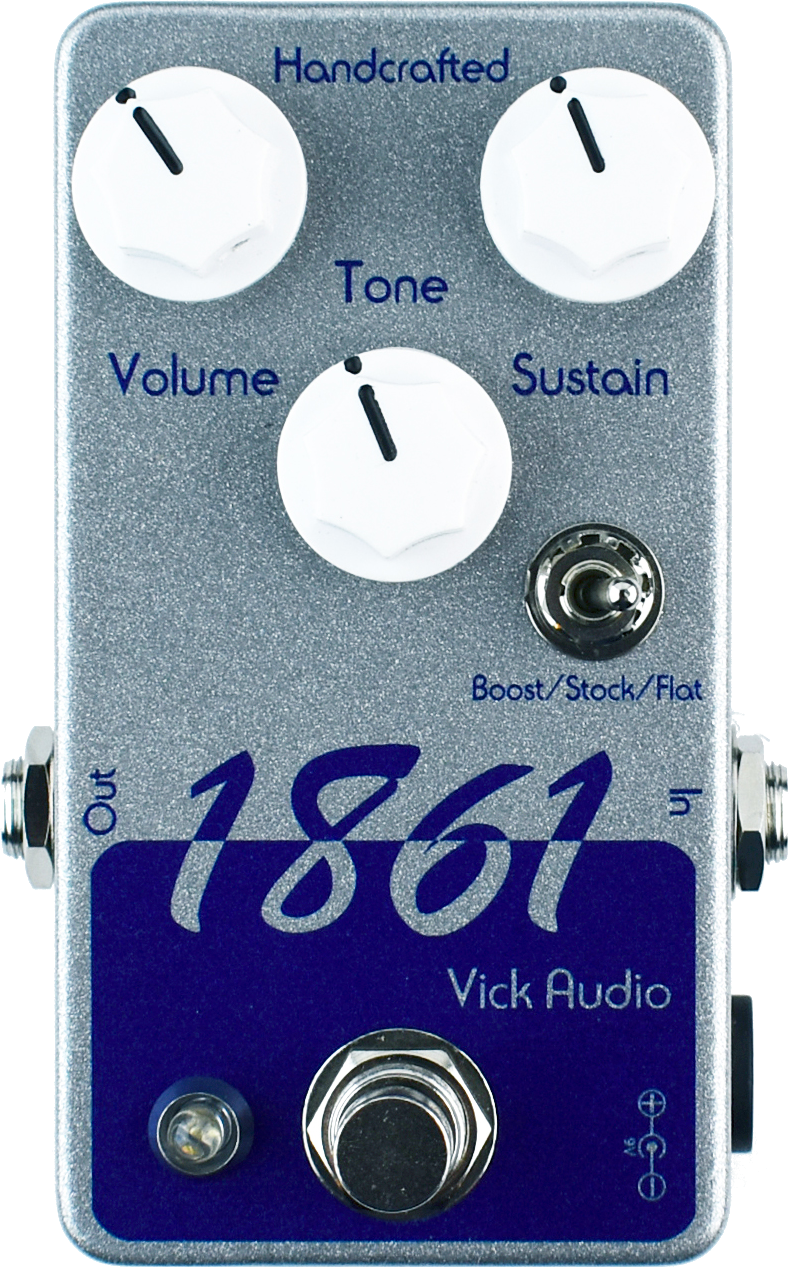 Handcrafted
Tone
Volume
Sustain
Boost/Stock/Flat
Out
In
1861
Vick Audio
9V